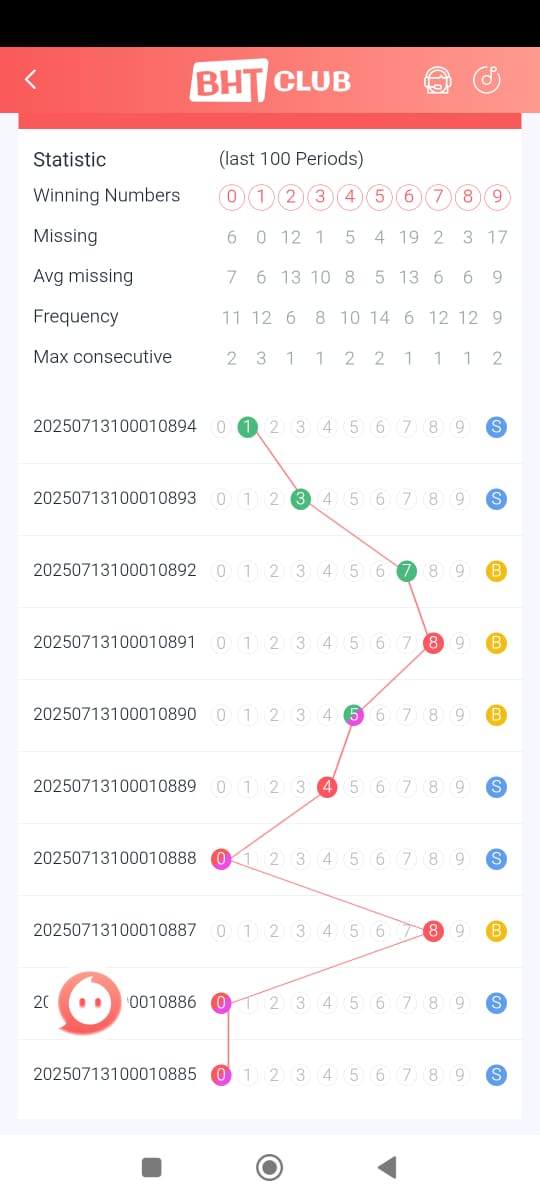 BHT CLUB
Statistic (last 100 Periods)
Winning Numbers 0 1 2 3 4 5 6 7 8 9
Missing 6 0 12 1 5 4 19 2 3 17
Avg missing 7 6 13 10 8 5 13 6 6 9
Frequency 11 12 6 8 10 14 6 12 12 9
Max consecutive 2 3 1 1 2 2 1 1 1 2
20250713100010894 0 1 2 3 4 5 6 7 8 9 S
20250713100010893 0 1 2 3 4 5 6 7 8 9 S
20250713100010892 0 1 2 3 4 5 6 7 8 9 B
20250713100010891 0 1 2 3 4 5 6 7 8 9 B
20250713100010890 0 1 2 3 4 5 6 7 8 9 B
20250713100010889 0 1 2 3 4 5 6 7 8 9 S
20250713100010888 0 1 2 3 4 5 6 7 8 9 S
20250713100010887 0 1 2 3 4 5 6 7 8 9 B
0010886 0 1 2 3 4 5 6 7 8 9 S
20250713100010885 0 1 2 3 4 5 6 7 8 9 S